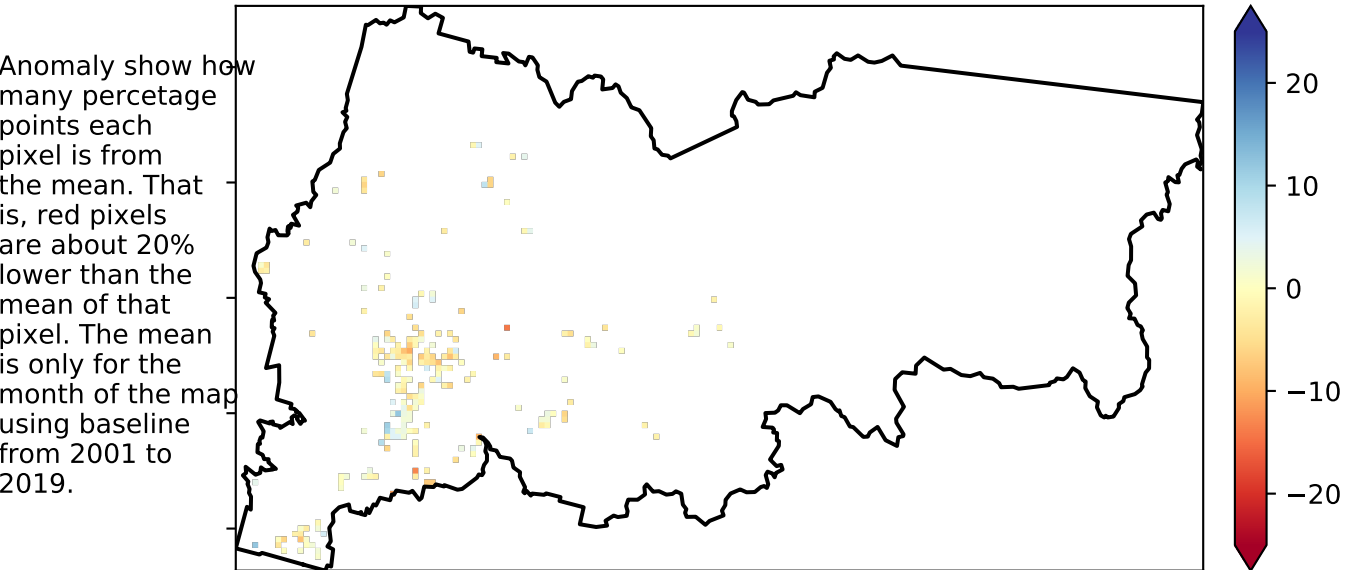 Anomaly show how
many percetage
points each
pixel is from
the mean. That
is, red pixels
are about 20%
lower than the
mean of that
pixel. The mean
is only for the
month of the map
using baseline
from 2001 to
2019.
20
10
0
−10
−20